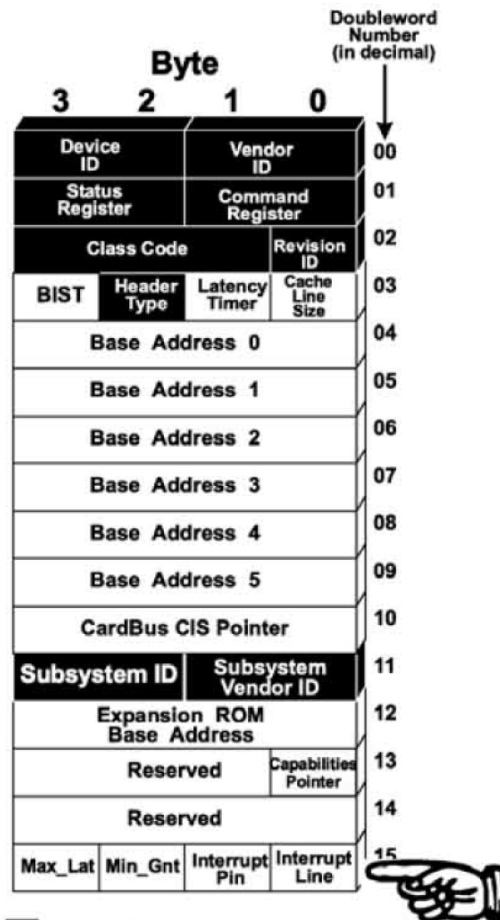 Doubleword
Number
(in decimal)
Byte
3 2 1 0
Device
ID
Vendor
ID
00
Status
Register
Command
Register
01
Class Code
Revision
ID
02
BIST
Header
Type
Latency
Timer
Cache
Line
Size
03
Base Address 0
04
Base Address 1
05
Base Address 2
06
Base Address 3
07
Base Address 4
08
Base Address 5
09
CardBus CIS Pointer
10
Subsystem ID
Subsystem
Vendor ID
11
Expansion ROM
Base Address
12
Reserved
Capabilities
Pointer
13
Reserved
14
Max_Lat
Min_Gnt
Interrupt
Pin
Interrupt
Line
15